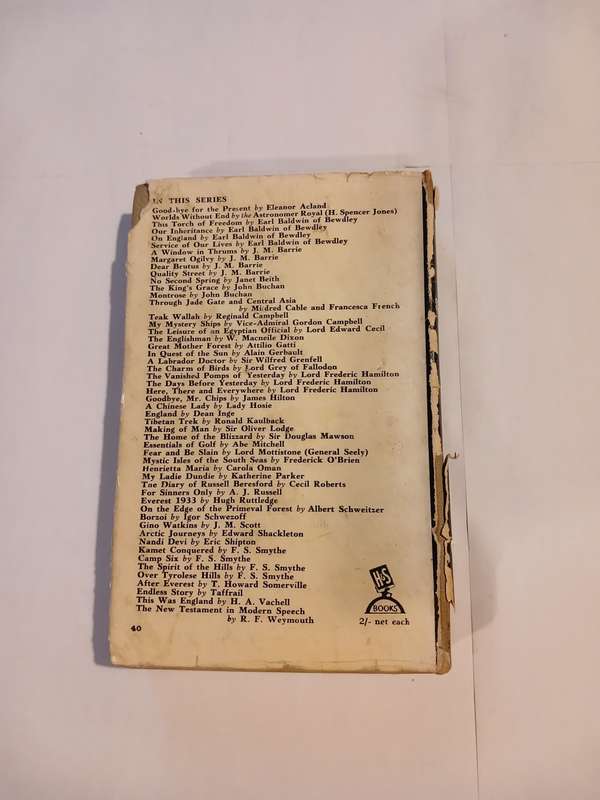 IN THIS SERIES
Good-bye for the Present by Eleanor Acland
Worlds Without End by the Astronomer Royal (H. Spencer Jones)
This Torch of Freedom by Earl Baldwin of Bewdley
Our Inheritance by Earl Baldwin of Bewdley
On England by Earl Baldwin of Bewdley
Service of Our Lives by Earl Baldwin of Bewdley
A Window in Thrums by J. M. Barrie
Margaret Ogilvy by J. M. Barrie
Dear Brutus by J. M. Barrie
Quality Street by J. M. Barrie
No Second Spring by Janet Beith
The King's Grace by John Buchan
Montrose by John Buchan
Through Jade Gate and Central Asia
by Mildred Cable and Francesca French
Teak Wallah by Reginald Campbell
My Mystery Ships by Vice-Admiral Gordon Campbell
The Leisure of an Egyptian Official by Lord Edward Cecil
The Englishman by W. Macneile Dixon
Great Mother Forest by Attilio Gatti
In Quest of the Sun by Alain Gerbault
A Labrador Doctor by Sir Wilfred Grenfell
The Charm of Birds by Lord Grey of Fallodon
The Vanished Pomps of Yesterday by Lord Frederic Hamilton
The Days Before Yesterday by Lord Frederic Hamilton
Here, There and Everywhere by Lord Frederic Hamilton
Goodbye, Mr. Chips by James Hilton
A Chinese Lady by Lady Hosie
England by Dean Inge
Tibetan Trek by Ronald Kaulback
Making of Man by Sir Oliver Lodge
The Home of the Blizzard by Sir Douglas Mawson
Essentials of Golf by Abe Mitchell
Fear and Be Slain by Lord Mottistone (General Seely)
Mystic Isles of the South Seas by Frederick O'Brien
Henrietta Maria by Carola Oman
My Ladie Dundie by Katherine Parker
The Diary of Russell Beresford by Cecil Roberts
For Sinners Only by A. J. Russell
Everest 1933 by Hugh Ruttledge
On the Edge of the Primeval Forest by Albert Schweitzer
Borzoi by Igor Schwezoff
Gino Watkins by J. M. Scott
Arctic Journeys by Edward Shackleton
Nandi Devi by Eric Shipton
Kamet Conquered by F. S. Smythe
Camp Six by F. S. Smythe
The Spirit of the Hills by F. S. Smythe
Over Tyrolese Hills by F. S. Smythe
After Everest by T. Howard Somerville
Endless Story by Taffrail
This Was England by H. A. Vachell
The New Testament in Modern Speech
by R. F. Weymouth
H&S
BOOKS
2/- net each
40